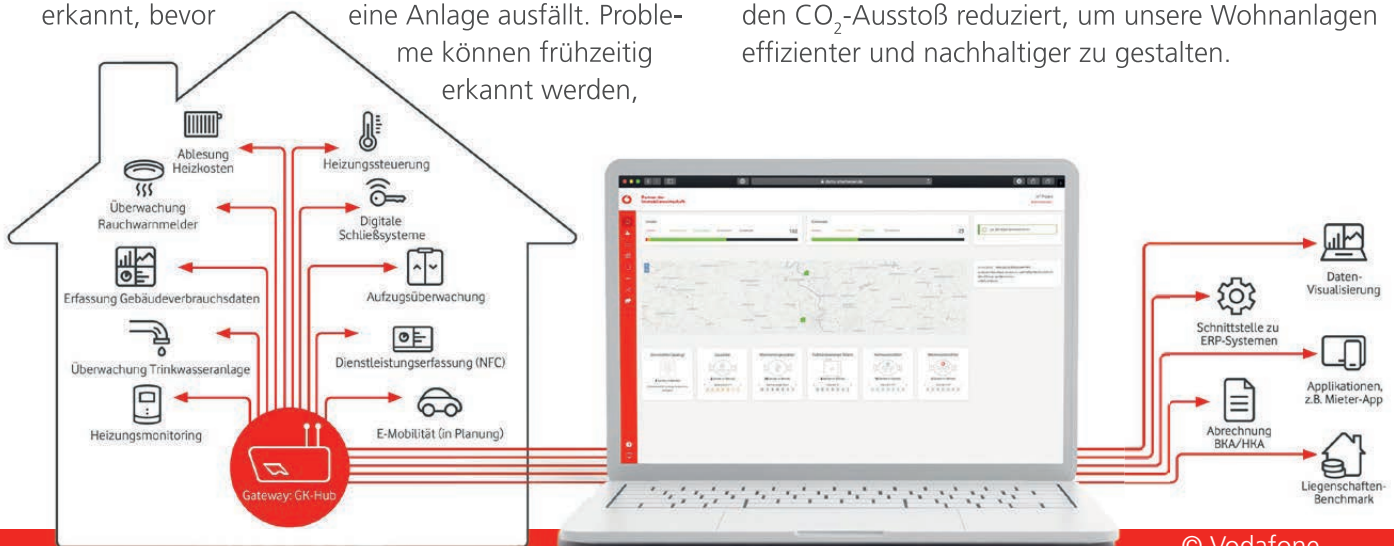 erkannt, bevor
eine Anlage ausfällt. Proble-
me können frühzeitig
erkannt werden,
den CO₂-Ausstoß reduziert, um unsere Wohnanlagen
effizienter und nachhaltiger zu gestalten.
Ablesung
Heizkosten
Überwachung
Rauchwarnmelder
Erfassung Gebäudeverbrauchsdaten
Überwachung Trinkwasseranlage
Heizungsmonitoring
Heizungssteuerung
Digitale
Schließsysteme
Aufzugsüberwachung
Dienstleistungserfassung (NFC)
E-Mobilität (in Planung)
Gateway: GK-Hub
Daten-
Visualisierung
Schnittstelle zu
ERP-Systemen
Applikationen,
z.B. Mieter-App
Abrechnung
BKA/HKA
Liegenschaften-
Benchmark
© Vodafone